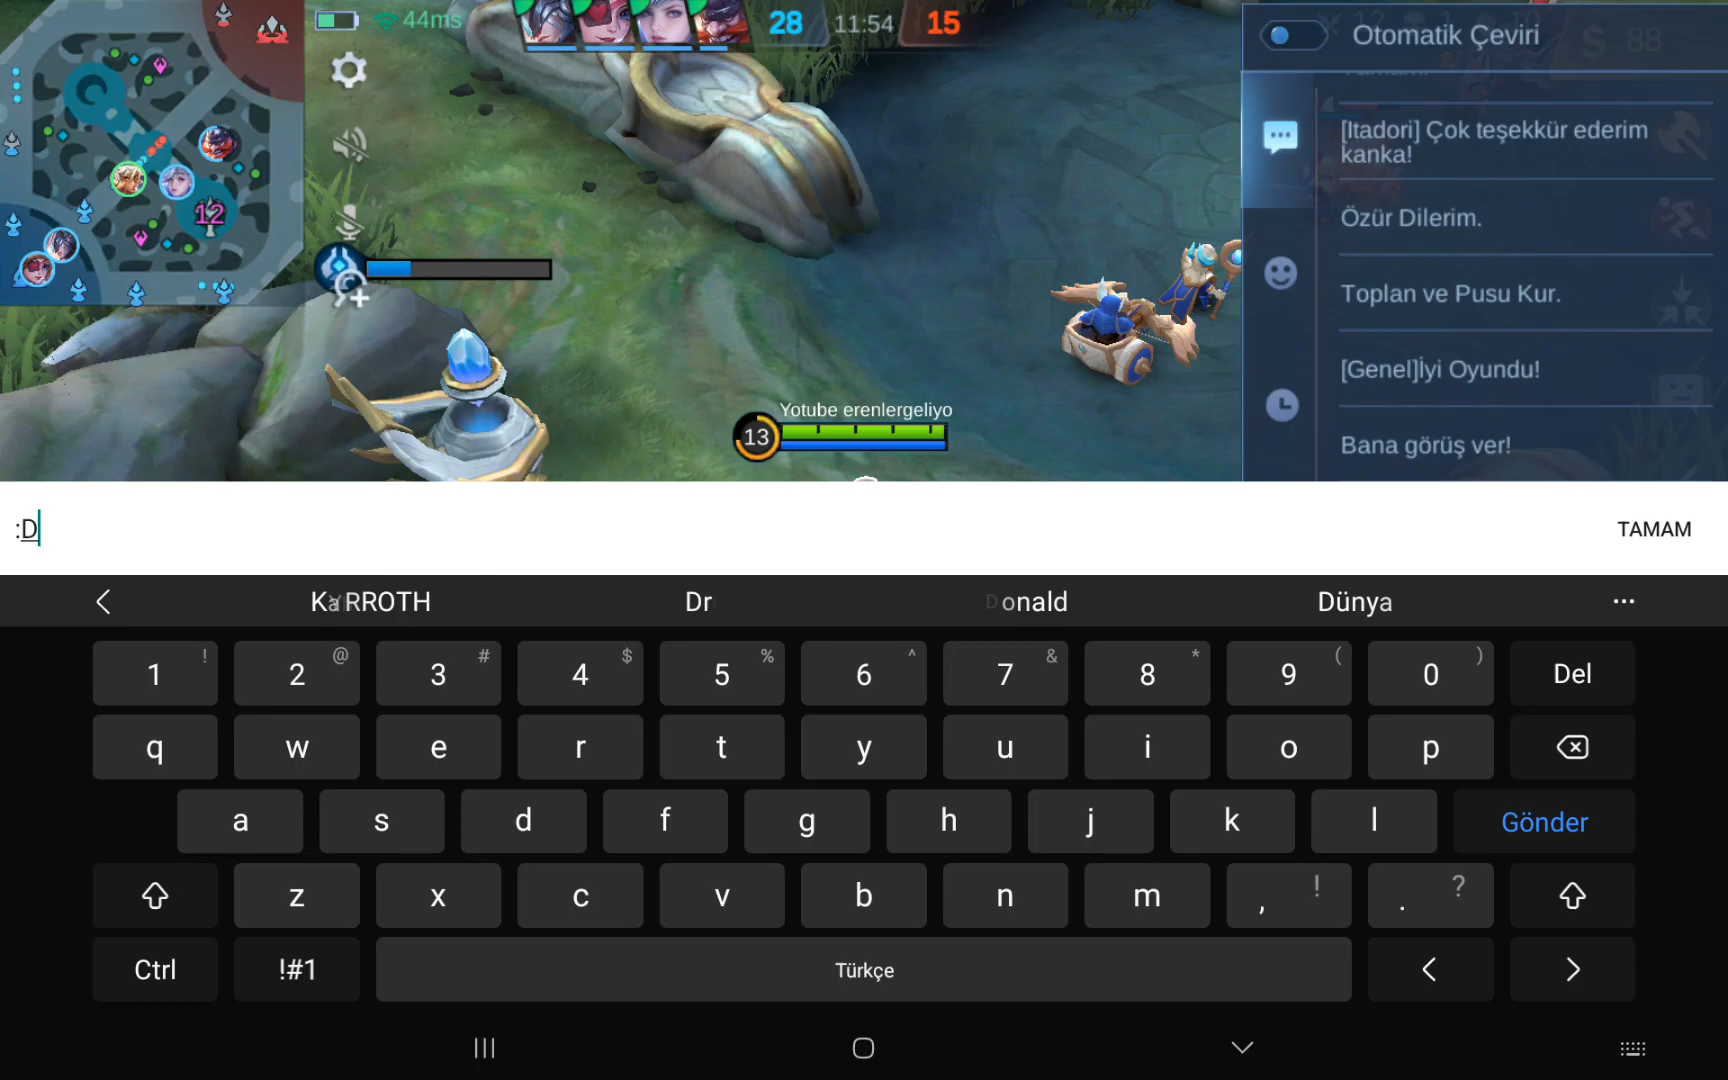 44ms
28 11:54 15
Otomatik Çeviri
88
[Itadori] Çok teşekkür ederim
kanka!
Özür Dilerim.
Toplan ve Pusu Kur.
[Genel]İyi Oyundu!
Bana görüş ver!
12
Yotube erenlergeliyo
13
:D
TAMAM
Dr
Dünya
1 ! 2 @ 3 # 4 $ 5 % 6 ^ 7 & 8 * 9 ( 0 ) Del
q w e r t y u i o p
a s d f g h j k l Gönder
z x c v b n m , ! . ?
Ctrl !#1 Türkçe < >